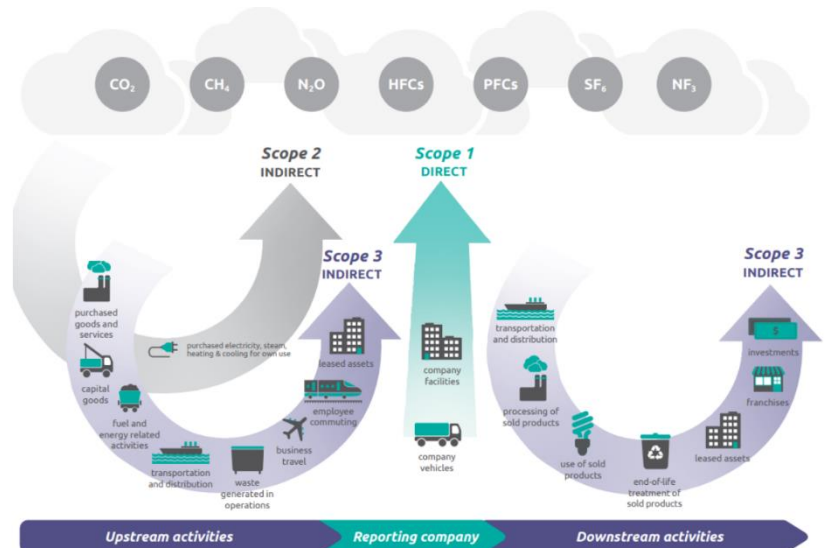 CO₂
CH₄
N₂O
HFCs
PFCs
SF₆
NF₃
Scope 2
INDIRECT
Scope 1
DIRECT
Scope 3
INDIRECT
Scope 3
INDIRECT
purchased
goods and
services
capital
goods
fuel and
energy related
activities
transportation
and distribution
waste
generated in
operations
business
travel
employee
commuting
leased assets
purchased electricity, steam,
heating & cooling for own use
company
facilities
company
vehicles
transportation
and distribution
processing of
sold products
use of sold
products
end-of-life
treatment of
sold products
leased assets
franchises
$
investments
Upstream activities
Reporting company
Downstream activities